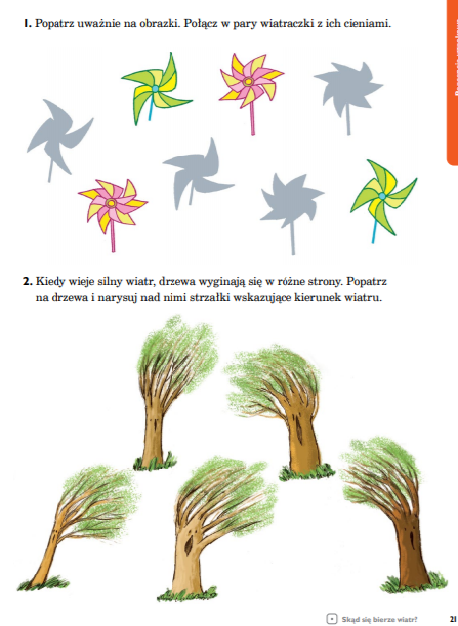 1. Popatrz uważnie na obrazki. Połącz w pary wiatraczki z ich cieniami.
2. Kiedy wieje silny wiatr, drzewa wyginają się w różne strony. Popatrz
na drzewa i narysuj nad nimi strzałki wskazujące kierunek wiatru.
Skąd się bierze wiatr?
21